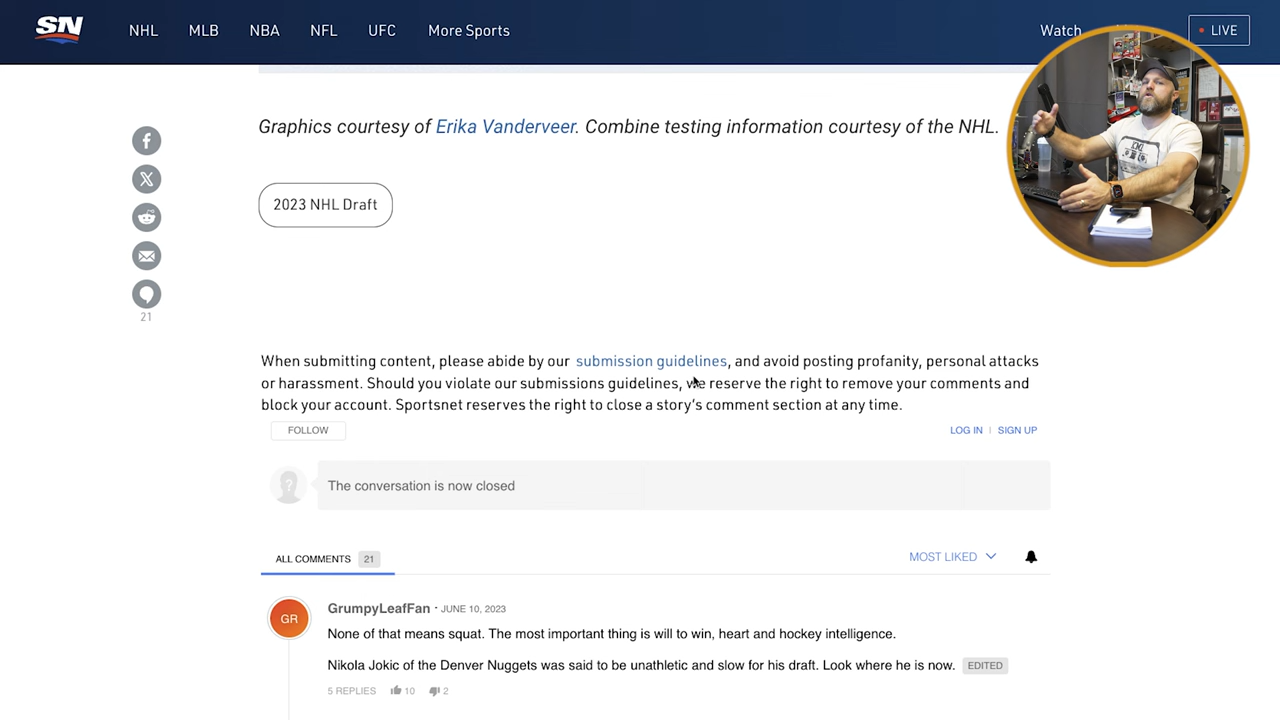 SN
NHL MLB NBA NFL UFC More Sports Watch LIVE
Graphics courtesy of Erika Vanderveer. Combine testing information courtesy of the NHL.
2023 NHL Draft
21
When submitting content, please abide by our submission guidelines, and avoid posting profanity, personal attacks
or harassment. Should you violate our submissions guidelines, we reserve the right to remove your comments and
block your account. Sportsnet reserves the right to close a story's comment section at any time.
FOLLOW
LOG IN | SIGN UP
?
The conversation is now closed
ALL COMMENTS 21
MOST LIKED
GR
GrumpyLeafFan · JUNE 10, 2023
None of that means squat. The most important thing is will to win, heart and hockey intelligence.
Nikola Jokic of the Denver Nuggets was said to be unathletic and slow for his draft. Look where he is now. EDITED
5 REPLIES 10 2